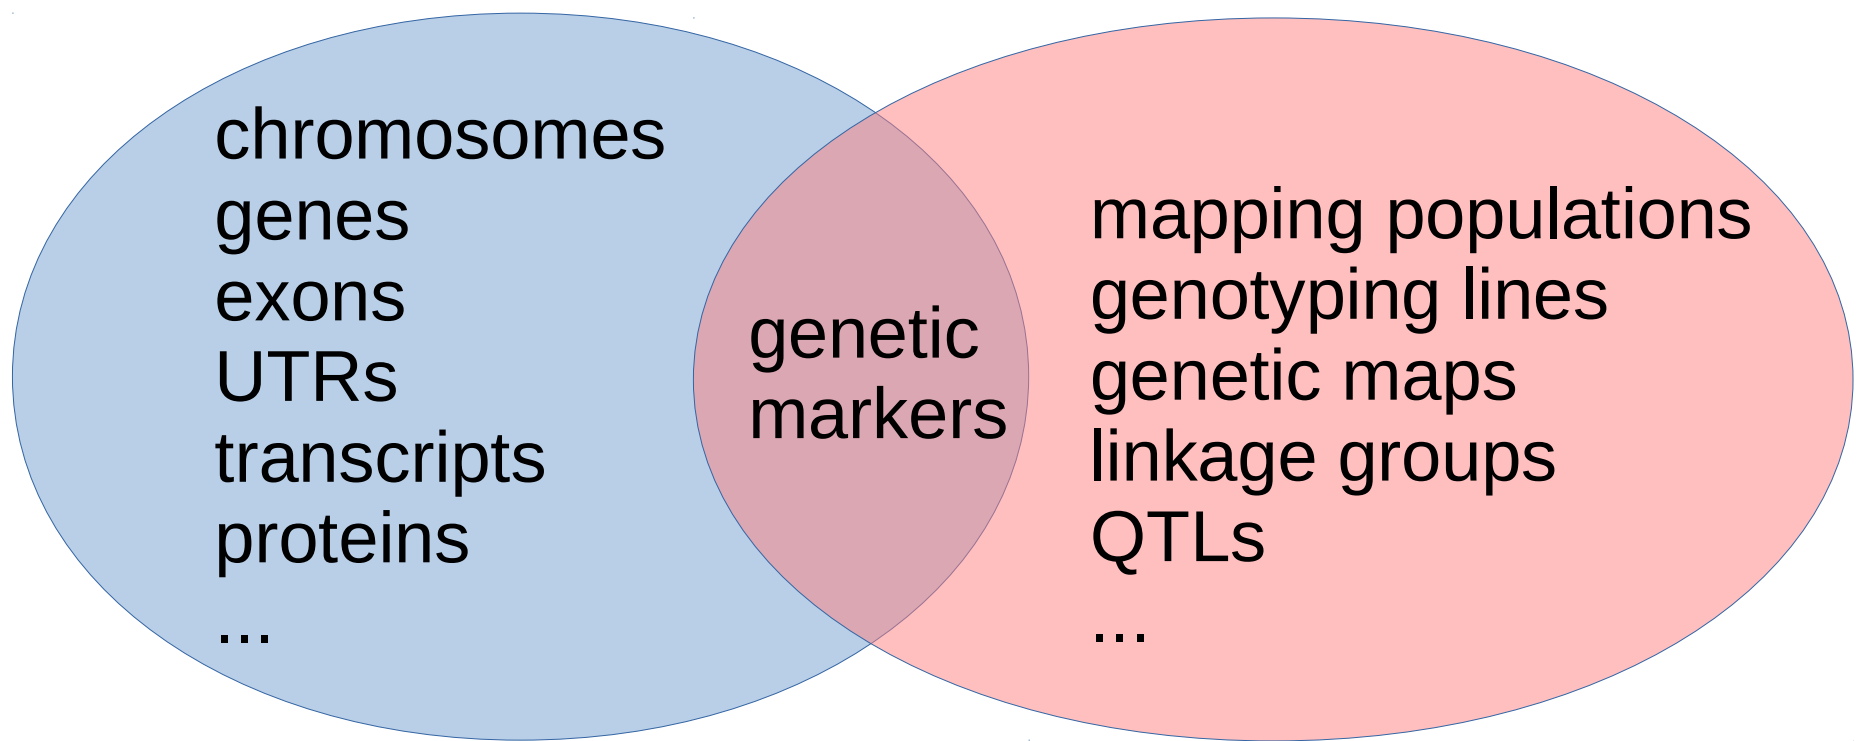 chromosomes
genes
exons
UTRs
transcripts
proteins
...
genetic
markers
mapping populations
genotyping lines
genetic maps
linkage groups
QTLs
...